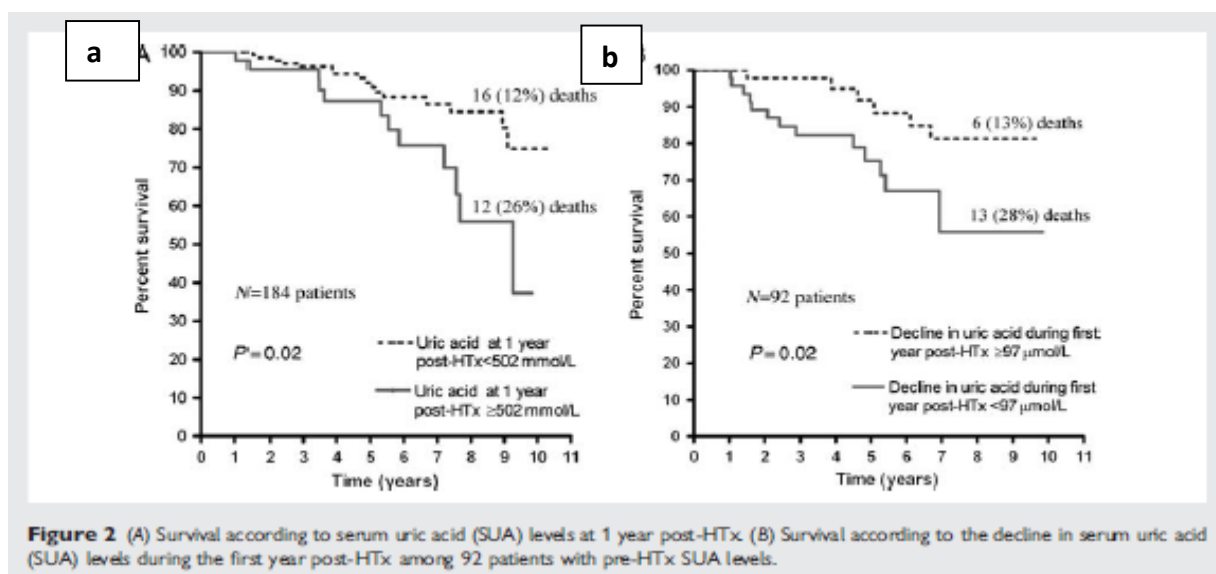 a
A
100
90
80
70
60
50
40
30
20
10
0
Percent survival
16 (12%) deaths
12 (26%) deaths
N=184 patients
P=0.02
Uric acid at 1 year
post-HTx<502 mmol/L
Uric acid at 1 year
post-HTx ≥502 mmol/L
0 1 2 3 4 5 6 7 8 9 10 11
Time (years)
b
100
90
80
70
60
50
40
30
20
10
0
Percent survival
6 (13%) deaths
13 (28%) deaths
N=92 patients
P=0.02
Decline in uric acid during first
year post-HTx ≥97 μmol/L
Decline in uric acid during first
year post-HTx <97 μmol/L
0 1 2 3 4 5 6 7 8 9 10 11
Time (years)
Figure 2 (A) Survival according to serum uric acid (SUA) levels at 1 year post-HTx. (B) Survival according to the decline in serum uric acid
(SUA) levels during the first year post-HTx among 92 patients with pre-HTx SUA levels.